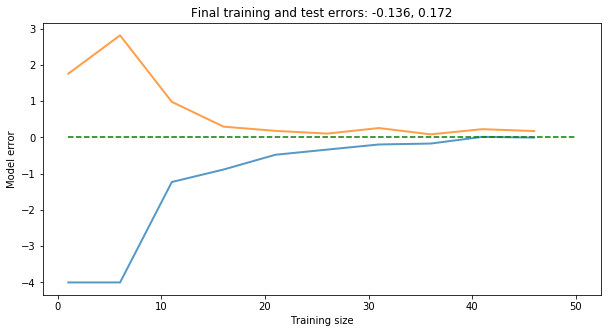 Final training and test errors: -0.136, 0.172
3
2
1
0
−1
−2
−3
−4
Model error
0 10 20 30 40 50
Training size